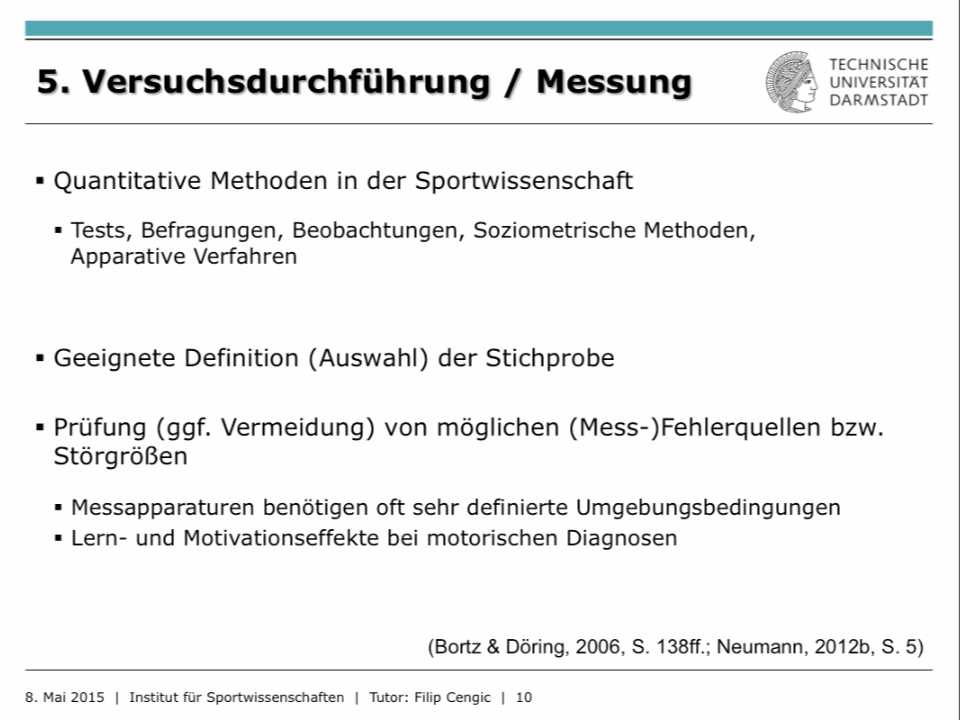 5. Versuchsdurchführung / Messung
TECHNISCHE
UNIVERSITÄT
DARMSTADT
▪ Quantitative Methoden in der Sportwissenschaft
▪ Tests, Befragungen, Beobachtungen, Soziometrische Methoden,
Apparative Verfahren
▪ Geeignete Definition (Auswahl) der Stichprobe
▪ Prüfung (ggf. Vermeidung) von möglichen (Mess-)Fehlerquellen bzw.
Störgrößen
▪ Messapparaturen benötigen oft sehr definierte Umgebungsbedingungen
▪ Lern- und Motivationseffekte bei motorischen Diagnosen
(Bortz & Döring, 2006, S. 138ff.; Neumann, 2012b, S. 5)
8. Mai 2015 | Institut für Sportwissenschaften | Tutor: Filip Cengic | 10